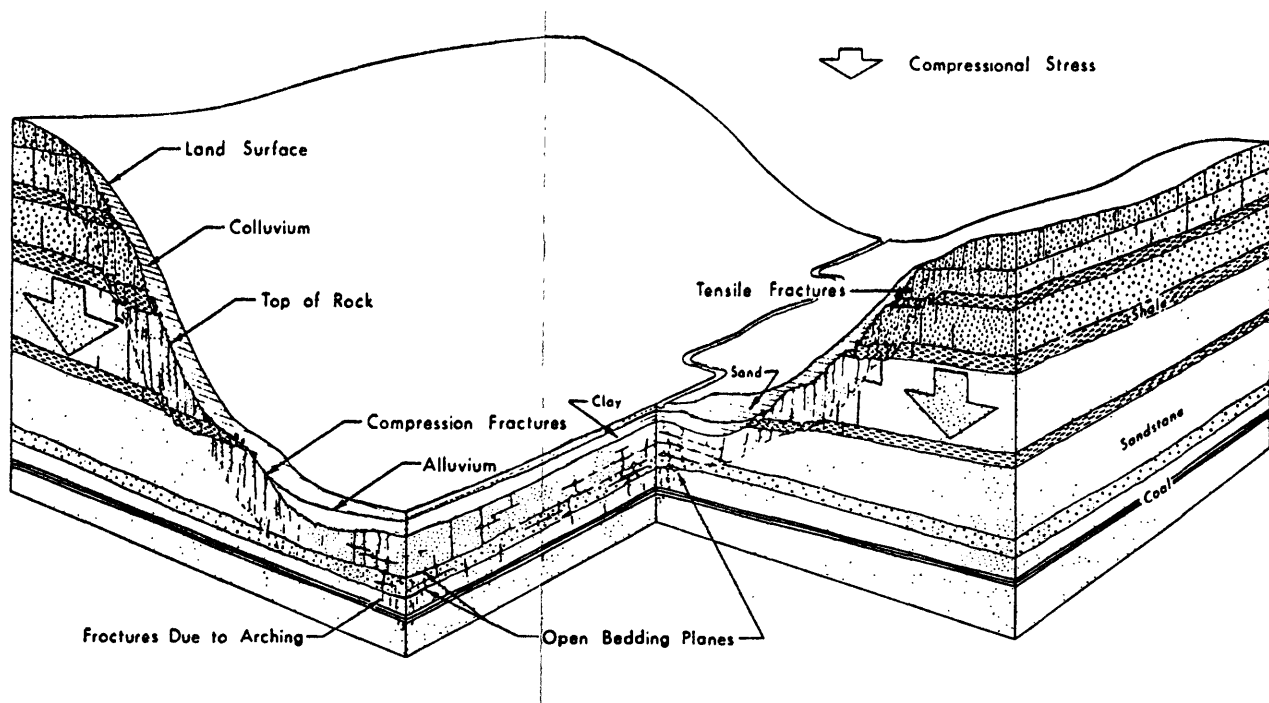 Compressional Stress
Land Surface
Colluvium
Top of Rock
Tensile Fractures
Shale
Sand
Clay
Compression Fractures
Alluvium
Sandstone
Coal
Froctures Due to Arching
Open Bedding Planes